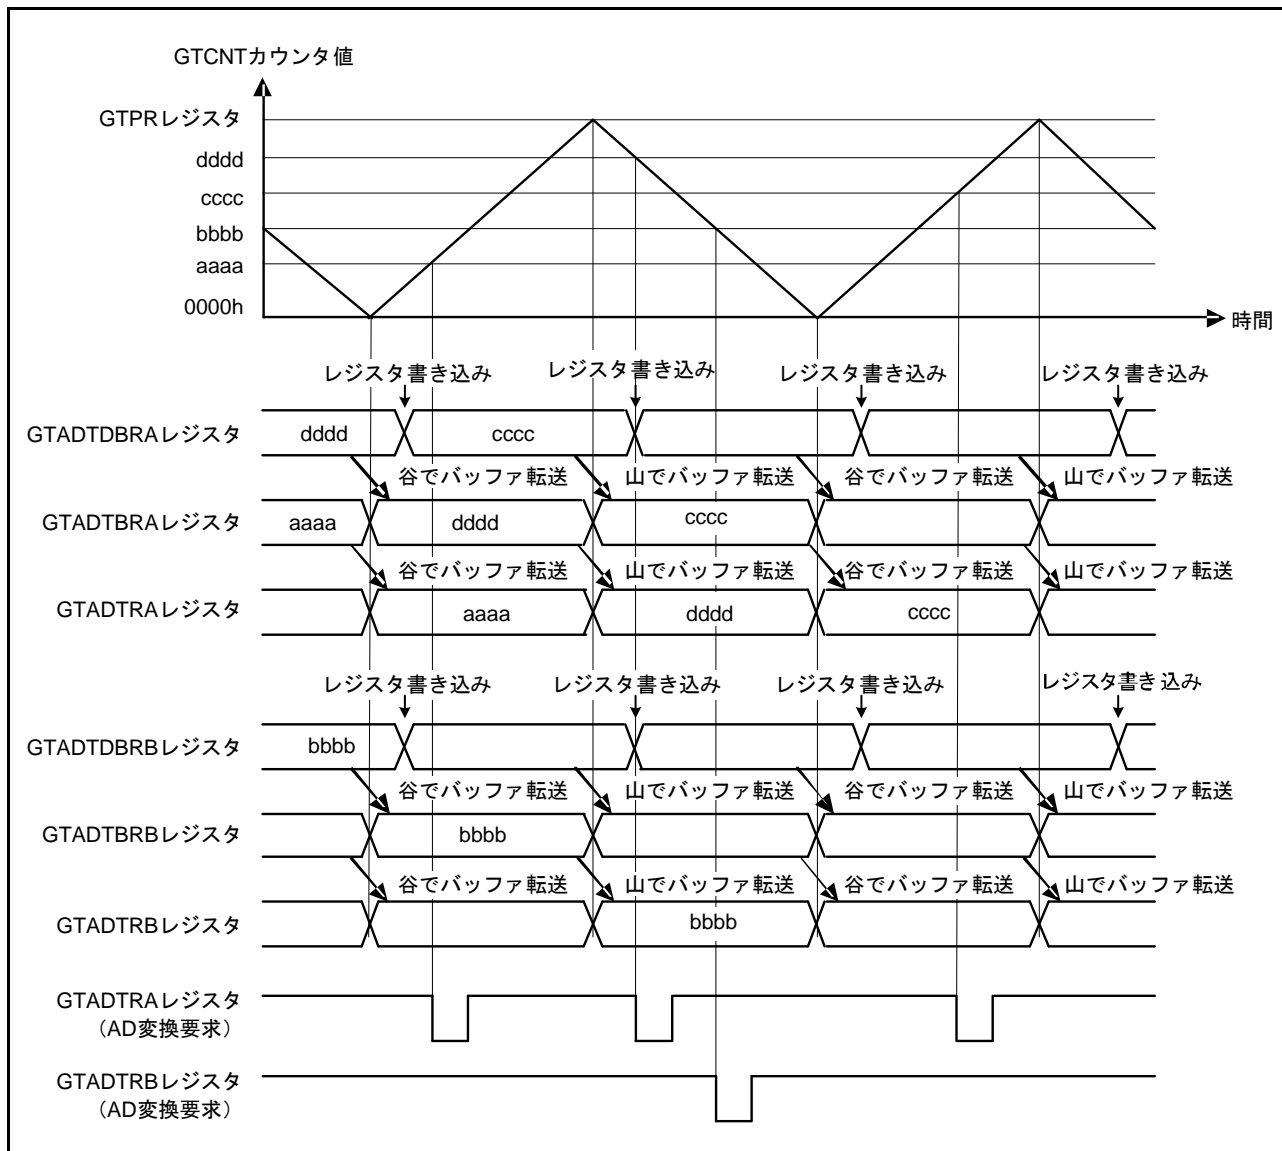 GTCNTカウンタ値
GTPRレジスタ
dddd
cccc
bbbb
aaaa
0000h
時間
レジスタ書き込み レジスタ書き込み レジスタ書き込み レジスタ書き込み
GTADTDBRAレジスタ dddd cccc
谷でバッファ転送 山でバッファ転送 谷でバッファ転送 山でバッファ転送
GTADTBRAレジスタ aaaa dddd cccc
谷でバッファ転送 山でバッファ転送 谷でバッファ転送 山でバッファ転送
GTADTRAレジスタ aaaa dddd cccc
レジスタ書き込み レジスタ書き込み レジスタ書き込み レジスタ書き込み
GTADTDBRBレジスタ bbbb
谷でバッファ転送 山でバッファ転送 谷でバッファ転送 山でバッファ転送
GTADTBRBレジスタ bbbb
谷でバッファ転送 山でバッファ転送 谷でバッファ転送 山でバッファ転送
GTADTRBレジスタ bbbb
GTADTRAレジスタ
（AD変換要求）
GTADTRBレジスタ
（AD変換要求）